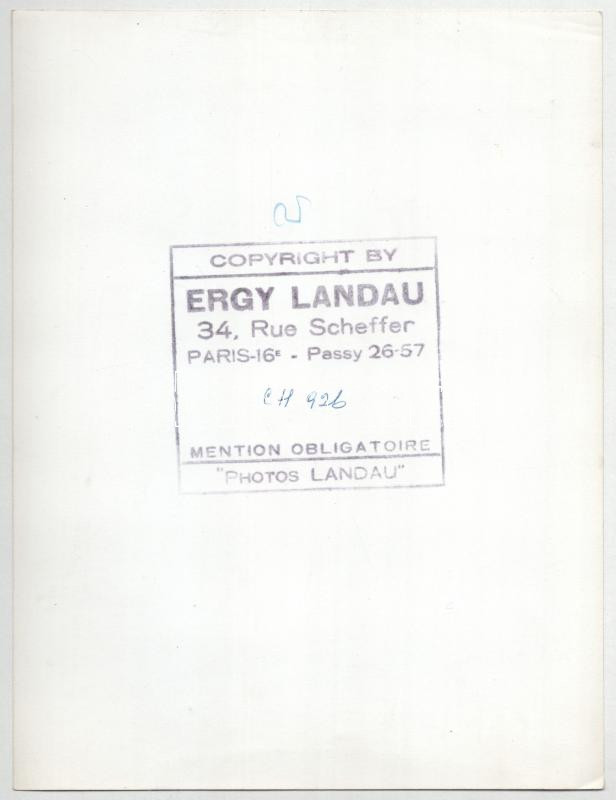 COPYRIGHT BY
ERGY LANDAU
34, Rue Scheffer
PARIS-16E - Passy 26-57
CH 926
MENTION OBLIGATOIRE
"PHOTOS LANDAU"